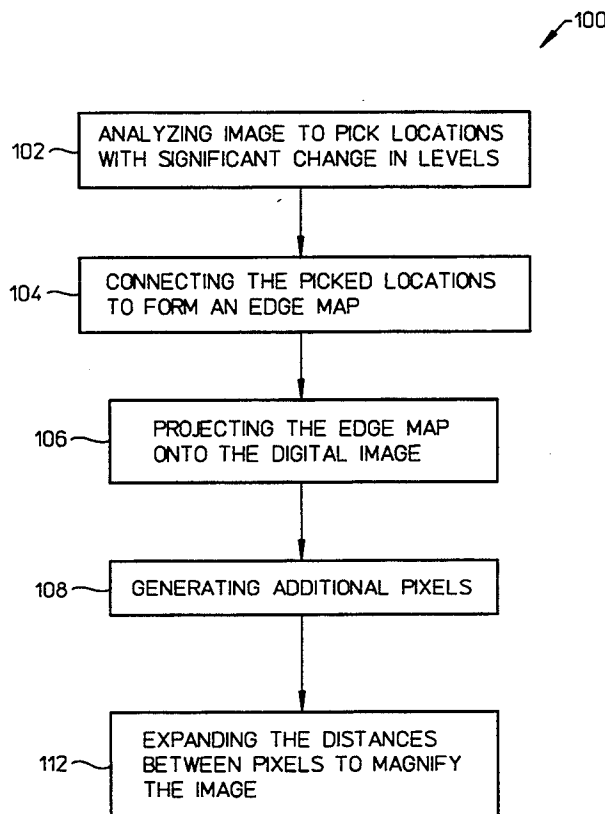 100
102
ANALYZING IMAGE TO PICK LOCATIONS
WITH SIGNIFICANT CHANGE IN LEVELS
104
CONNECTING THE PICKED LOCATIONS
TO FORM AN EDGE MAP
106
PROJECTING THE EDGE MAP
ONTO THE DIGITAL IMAGE
108
GENERATING ADDITIONAL PIXELS
112
EXPANDING THE DISTANCES
BETWEEN PIXELS TO MAGNIFY
THE IMAGE